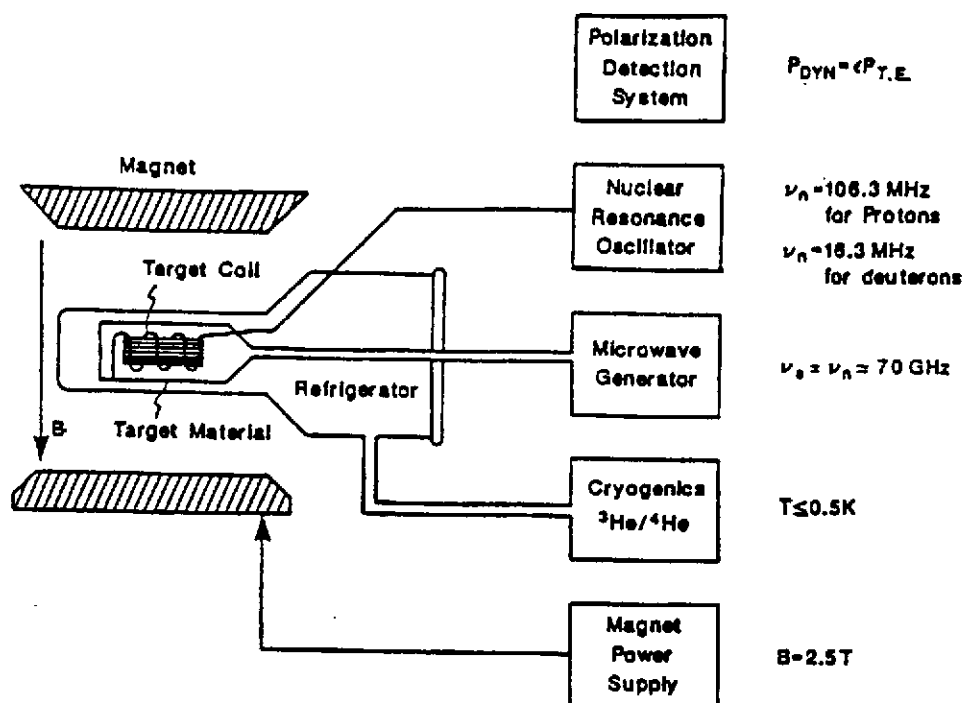 Polarization
Detection
System
P_DYN = ϵP_T.E.
Magnet
Nuclear
Resonance
Oscillator
ν_n = 106.3 MHz
for Protons
ν_n = 16.3 MHz
for deuterons
Target Coil
Microwave
Generator
ν_e ± ν_n ≃ 70 GHz
Refrigerator
B
Target Material
Cryogenics
³He/⁴He
T≤0.5K
Magnet
Power
Supply
B=2.5T